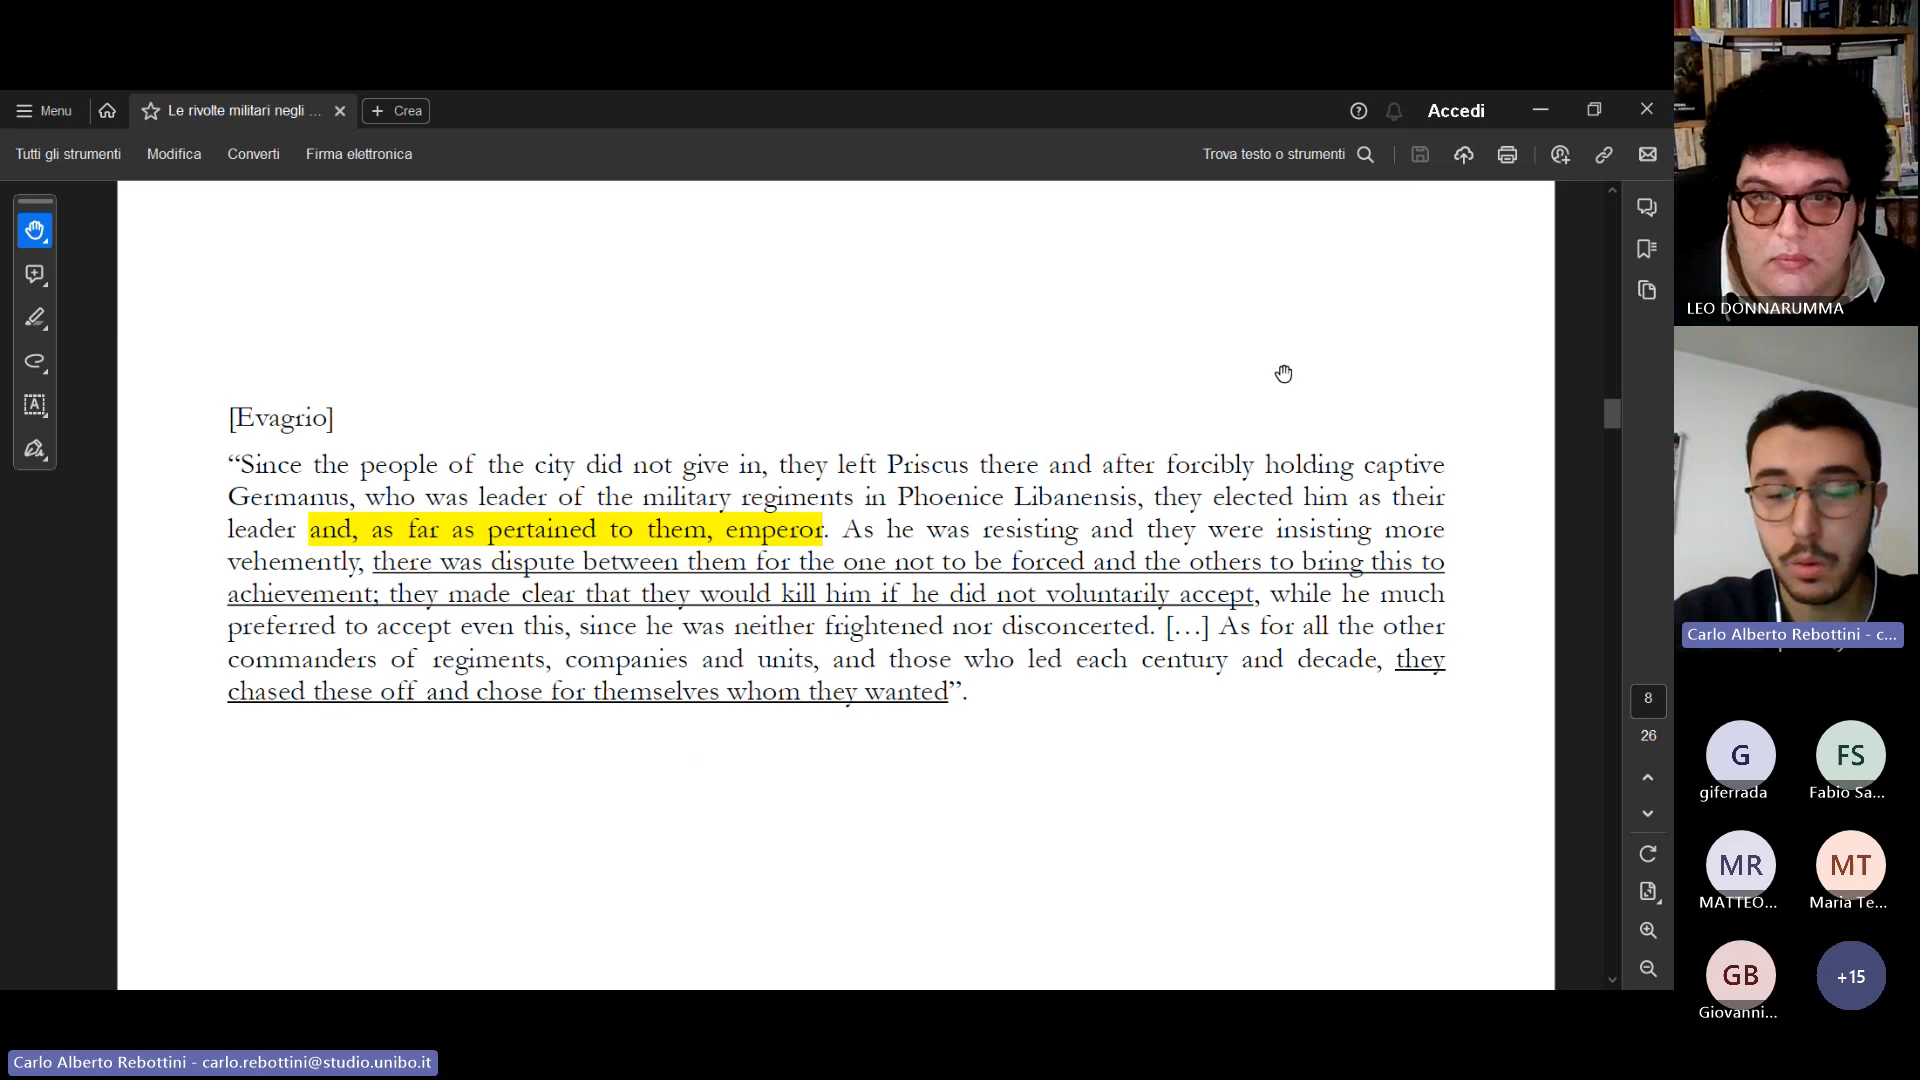 Menu
Le rivolte militari negli ...
Crea
Accedi
Tutti gli strumenti
Modifica
Converti
Firma elettronica
Trova testo o strumenti
[Evagrio]
“Since the people of the city did not give in, they left Priscus there and after forcibly holding captive
Germanus, who was leader of the military regiments in Phoenice Libanensis, they elected him as their
leader and, as far as pertained to them, emperor. As he was resisting and they were insisting more
vehemently, there was dispute between them for the one not to be forced and the others to bring this to
achievement; they made clear that they would kill him if he did not voluntarily accept, while he much
preferred to accept even this, since he was neither frightened nor disconcerted. […] As for all the other
commanders of regiments, companies and units, and those who led each century and decade, they
chased these off and chose for themselves whom they wanted”.
8
26
LEO DONNARUMMA
Carlo Alberto Rebottini - c...
G
giferrada
FS
Fabio Sa...
MR
MATTEO...
MT
Maria Te...
GB
Giovanni...
+15
Carlo Alberto Rebottini - carlo.rebottini@studio.unibo.it